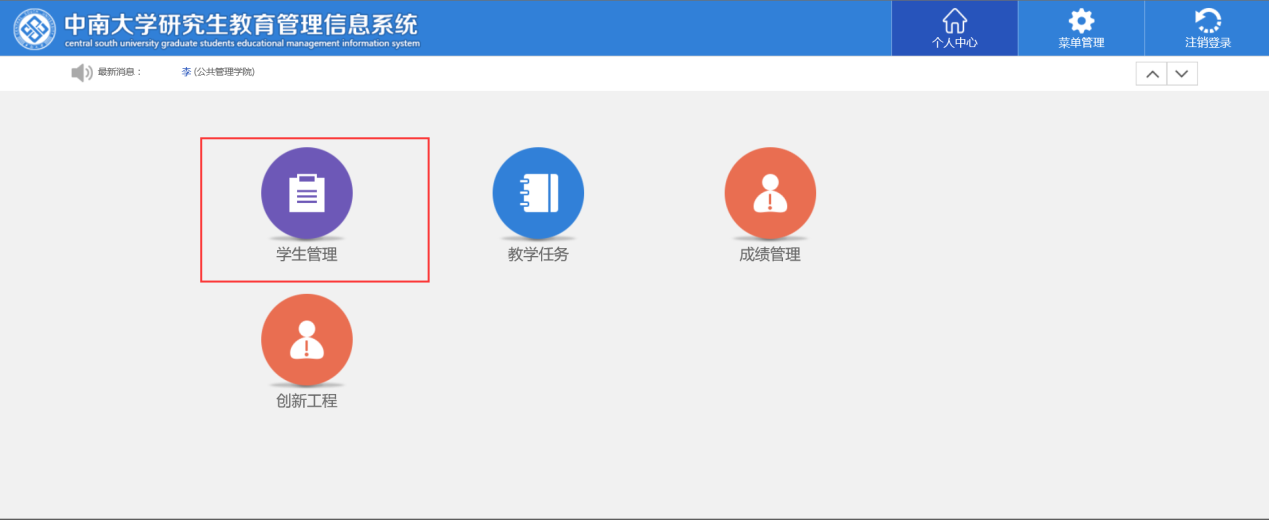 中南大学研究生教育管理信息系统
central south university graduate students educational management information system
个人中心
菜单管理
注销登录
最新消息： 李 (公共管理学院)
学生管理
教学任务
成绩管理
创新工程